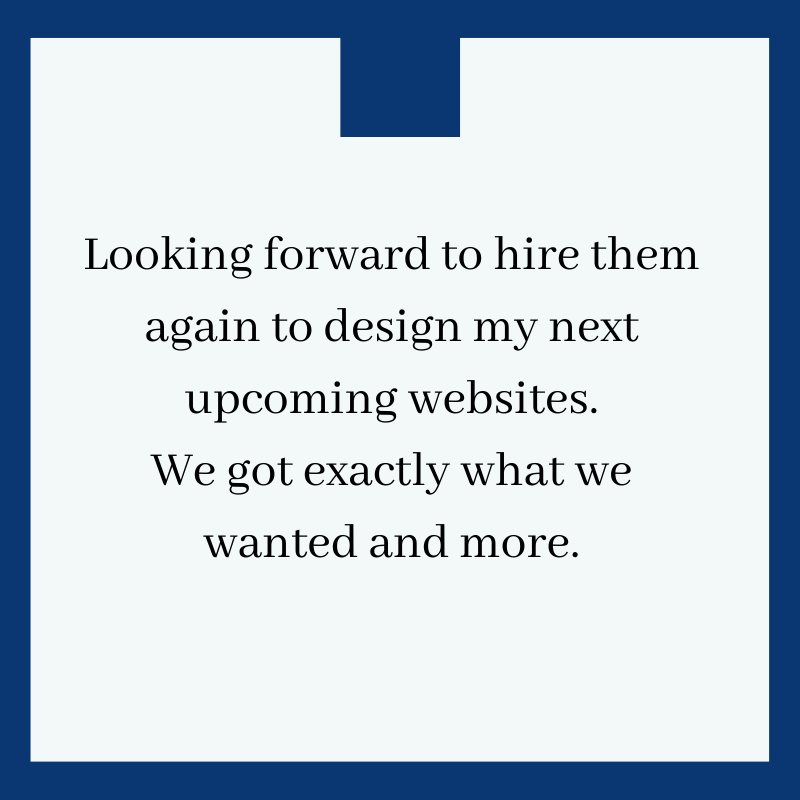 Looking forward to hire them
again to design my next
upcoming websites.
We got exactly what we
wanted and more.